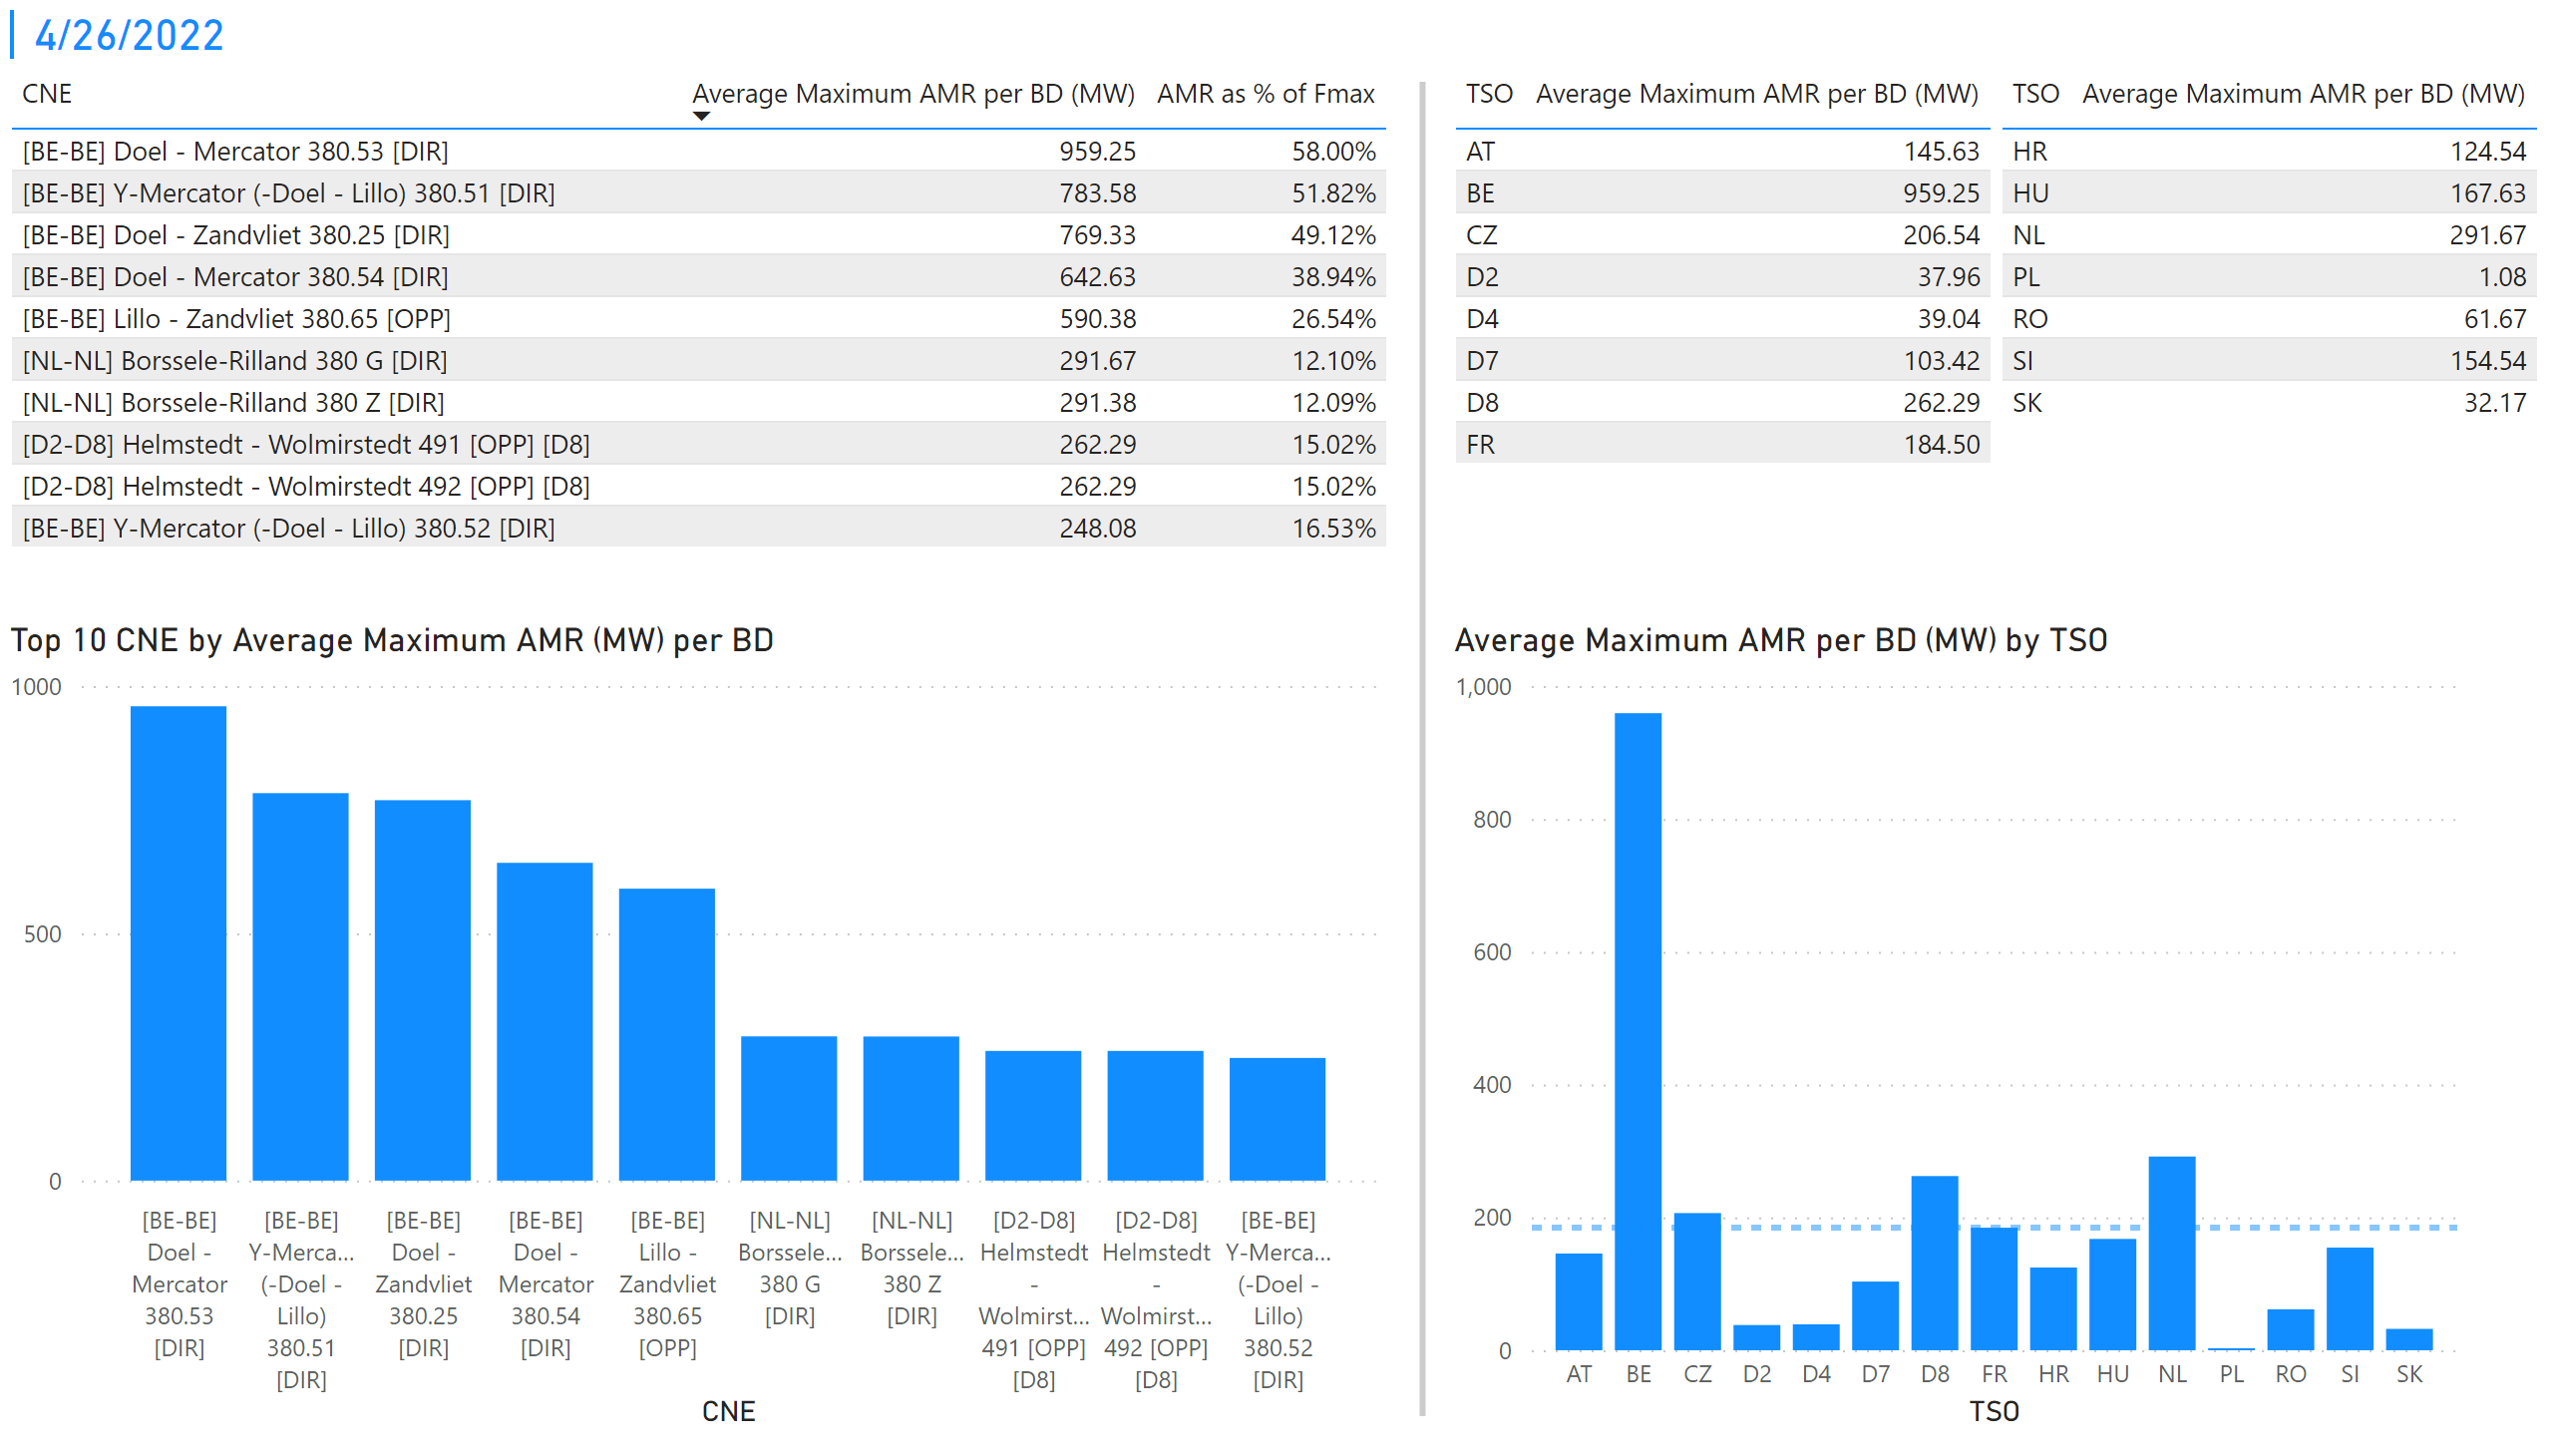 4/26/2022
CNE Average Maximum AMR per BD (MW) AMR as % of Fmax
[BE-BE] Doel - Mercator 380.53 [DIR] 959.25 58.00%
[BE-BE] Y-Mercator (-Doel - Lillo) 380.51 [DIR] 783.58 51.82%
[BE-BE] Doel - Zandvliet 380.25 [DIR] 769.33 49.12%
[BE-BE] Doel - Mercator 380.54 [DIR] 642.63 38.94%
[BE-BE] Lillo - Zandvliet 380.65 [OPP] 590.38 26.54%
[NL-NL] Borssele-Rilland 380 G [DIR] 291.67 12.10%
[NL-NL] Borssele-Rilland 380 Z [DIR] 291.38 12.09%
[D2-D8] Helmstedt - Wolmirstedt 491 [OPP] [D8] 262.29 15.02%
[D2-D8] Helmstedt - Wolmirstedt 492 [OPP] [D8] 262.29 15.02%
[BE-BE] Y-Mercator (-Doel - Lillo) 380.52 [DIR] 248.08 16.53%
TSO Average Maximum AMR per BD (MW)
AT 145.63
BE 959.25
CZ 206.54
D2 37.96
D4 39.04
D7 103.42
D8 262.29
FR 184.50
TSO Average Maximum AMR per BD (MW)
HR 124.54
HU 167.63
NL 291.67
PL 1.08
RO 61.67
SI 154.54
SK 32.17
Top 10 CNE by Average Maximum AMR (MW) per BD
1000
500
0
[BE-BE] [BE-BE] [BE-BE] [BE-BE] [BE-BE] [NL-NL] [NL-NL] [D2-D8] [D2-D8] [BE-BE]
Doel - Y-Merca... Doel - Doel - Lillo - Borssele... Borssele... Helmstedt Helmstedt Y-Merca...
Mercator (-Doel - Zandvliet Mercator Zandvliet 380 G 380 Z - - (-Doel -
380.53 Lillo) 380.25 380.54 380.65 [DIR] [DIR] Wolmirst... Wolmirst... Lillo)
[DIR] 380.51 [DIR] [DIR] [OPP] 491 [OPP] 492 [OPP] 380.52
[DIR] [D8] [D8] [DIR]
CNE
Average Maximum AMR per BD (MW) by TSO
1,000
800
600
400
200
0
AT BE CZ D2 D4 D7 D8 FR HR HU NL PL RO SI SK
TSO